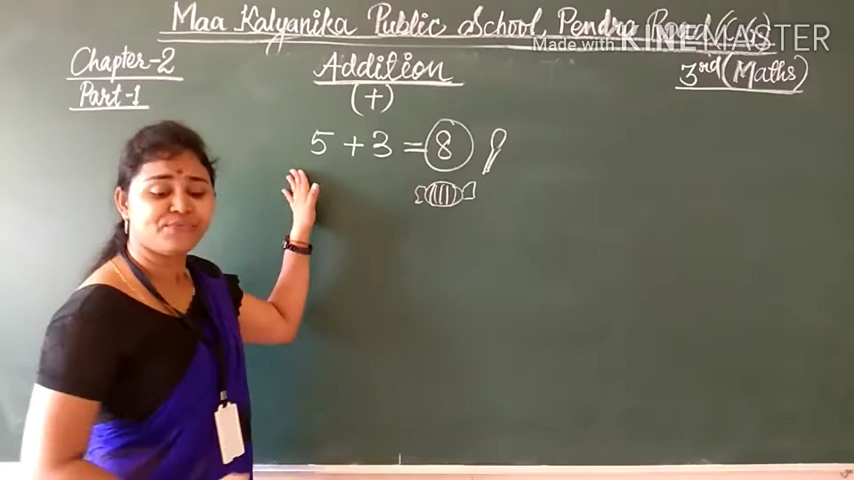 Maa Kalyanika Public School Pendra Road (C.G)
Made with KINEMASTER
Chapter-2
Part-1
Addition
(+)
3rd (Maths)
5 + 3 = 8